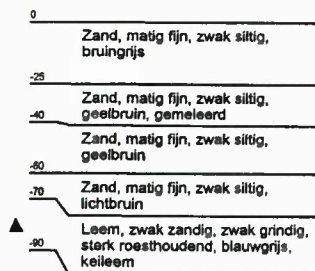 0
Zand, matig fijn, zwak siltig,
bruingrijs
-25
Zand, matig fijn, zwak siltig,
geelbruin, gemeleerd
-40
Zand, matig fijn, zwak siltig,
geelbruin
-60
Zand, matig fijn, zwak siltig,
-70
lichtbruin
Leem, zwak zandig, zwak grindig,
sterk roesthoudend, blauwgrijs,
-90
keileem